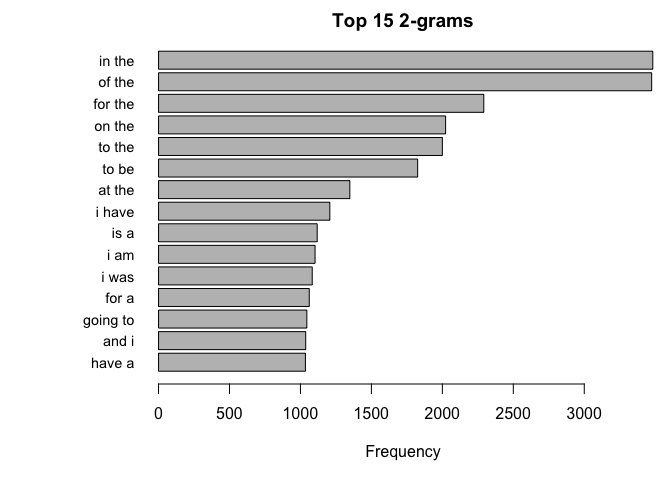 Top 15 2-grams
in the
of the
for the
on the
to the
to be
at the
i have
is a
i am
i was
for a
going to
and i
have a
0 500 1000 1500 2000 2500 3000
Frequency